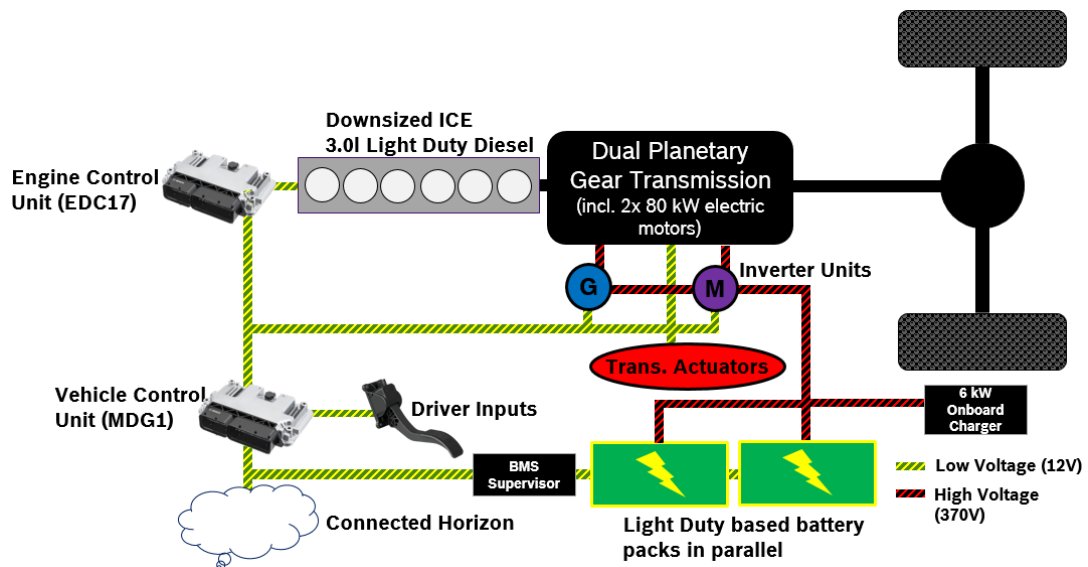 Downsized ICE
3.0l Light Duty Diesel
Engine Control
Unit (EDC17)
Dual Planetary
Gear Transmission
(incl. 2x 80 kW electric
motors)
G
M
Inverter Units
Trans. Actuators
Vehicle Control
Unit (MDG1)
Driver Inputs
6 kW
Onboard
Charger
BMS
Supervisor
Low Voltage (12V)
High Voltage
(370V)
Connected Horizon
Light Duty based battery
packs in parallel